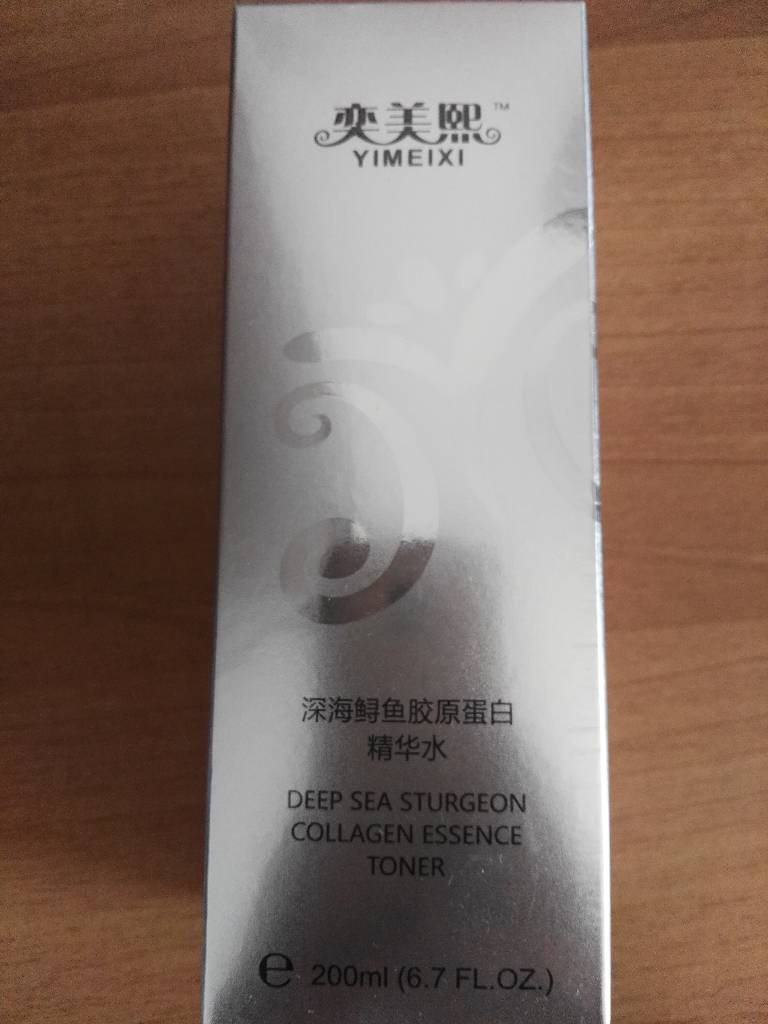 奕美熙™
YIMEIXI
深海鲟鱼胶原蛋白
精华水
DEEP SEA STURGEON
COLLAGEN ESSENCE
TONER
℮ 200ml (6.7 FL.OZ.)